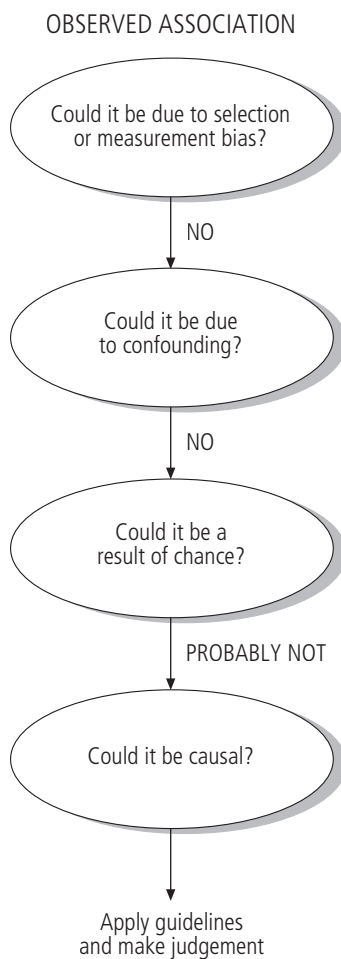 OBSERVED ASSOCIATION
Could it be due to selection
or measurement bias?
NO
Could it be due
to confounding?
NO
Could it be a
result of chance?
PROBABLY NOT
Could it be causal?
Apply guidelines
and make judgement